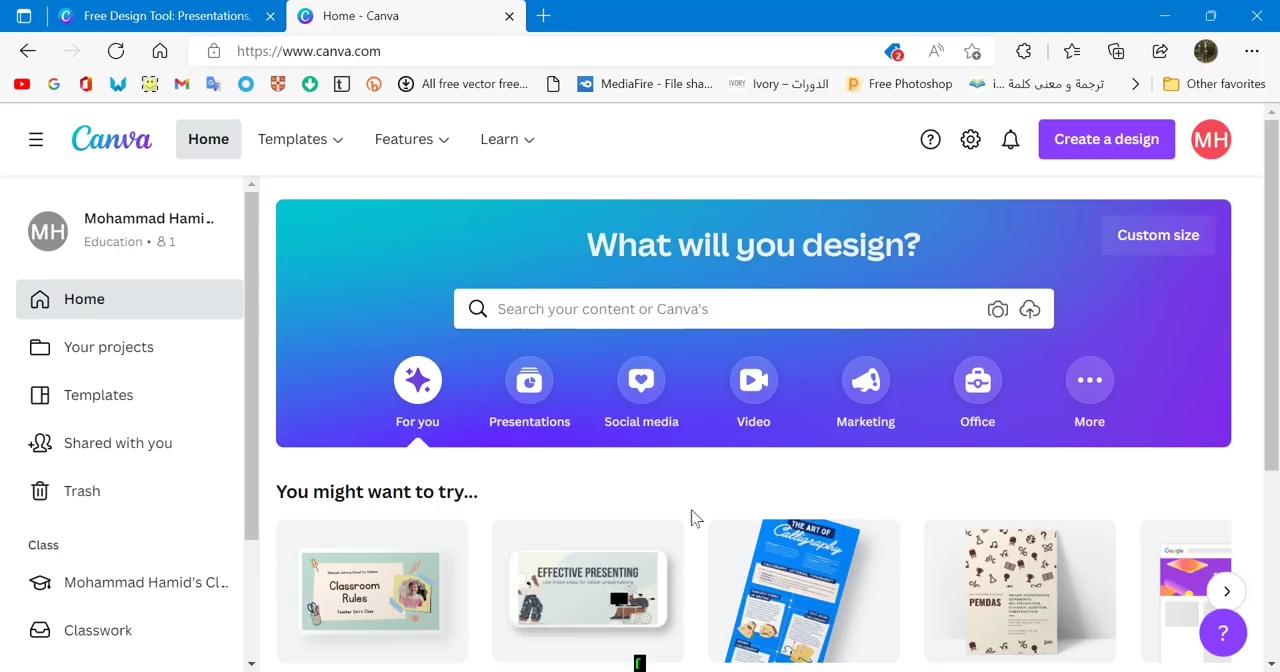 Free Design Tool: Presentations,
Home - Canva
https://www.canva.com
2
All free vector free...
MediaFire - File sha...
IVORY
Ivory – الدورات
Free Photoshop
ترجمة و معنى كلمة i...
Other favorites
Canva
Home
Templates
Features
Learn
Create a design
MH
MH
Mohammad Hami...
Education • 1
Home
Your projects
Templates
Shared with you
Trash
Class
Mohammad Hamid's Cl...
Classwork
What will you design?
Custom size
Search your content or Canva's
For you
Presentations
Social media
Video
Marketing
Office
More
You might want to try...
Classroom
Rules
EFFECTIVE PRESENTING
THE ART OF
Calligraphy
PEMDAS
Google
?